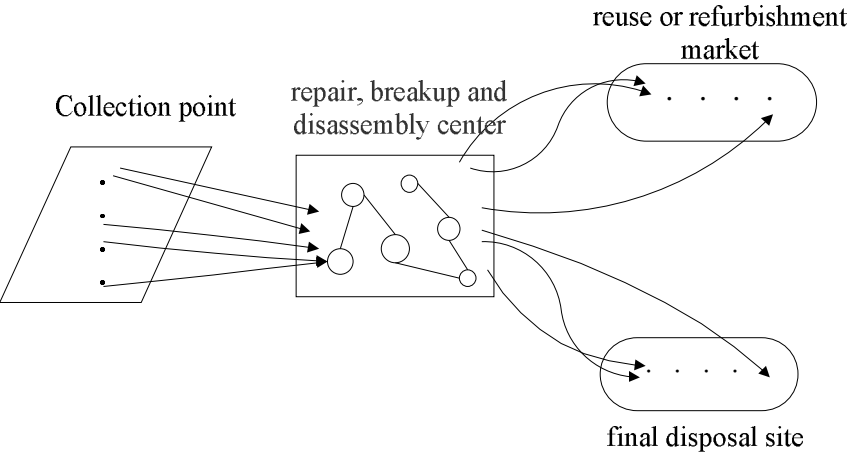 reuse or refurbishment
market
Collection point
repair, breakup and
disassembly center
final disposal site